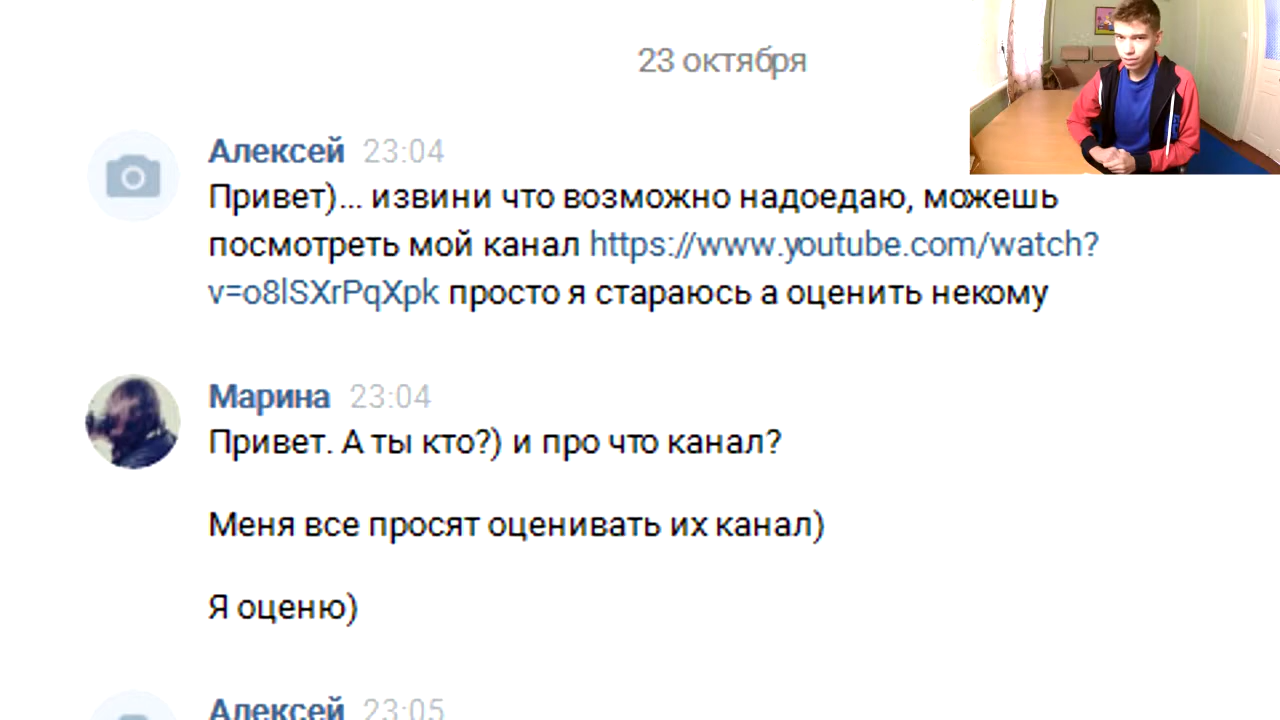 23 октября
Алексей 23:04
Привет)... извини что возможно надоедаю, можешь
посмотреть мой канал https://www.youtube.com/watch?
v=o8lSXrPqXpk просто я стараюсь а оценить некому
Марина 23:04
Привет. А ты кто?) и про что канал?
Меня все просят оценивать их канал)
Я оценю)
Алексей 23:05